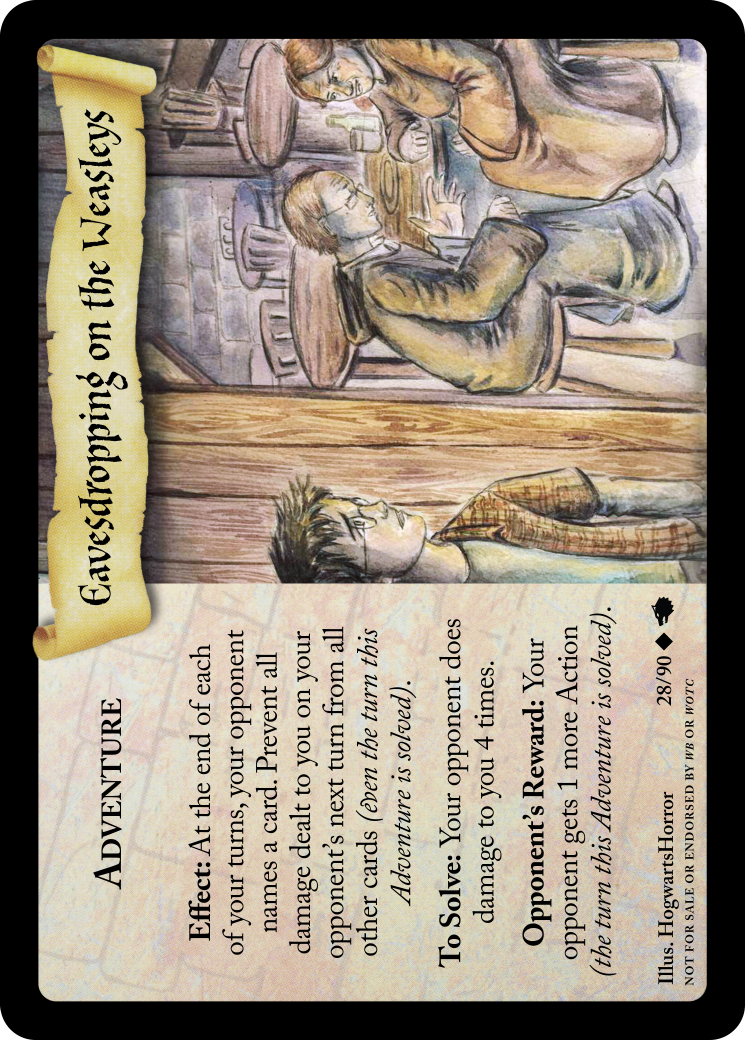 Eavesdropping on the Weasleys
ADVENTURE
Effect: At the end of each
of your turns, your opponent
names a card. Prevent all
damage dealt to you on your
opponent's next turn from all
other cards (even the turn this
Adventure is solved).
To Solve: Your opponent does
damage to you 4 times.
Opponent's Reward: Your
opponent gets 1 more Action
(the turn this Adventure is solved).
Illus. HogwartsHorror 28/90
NOT FOR SALE OR ENDORSED BY WB OR WOTC